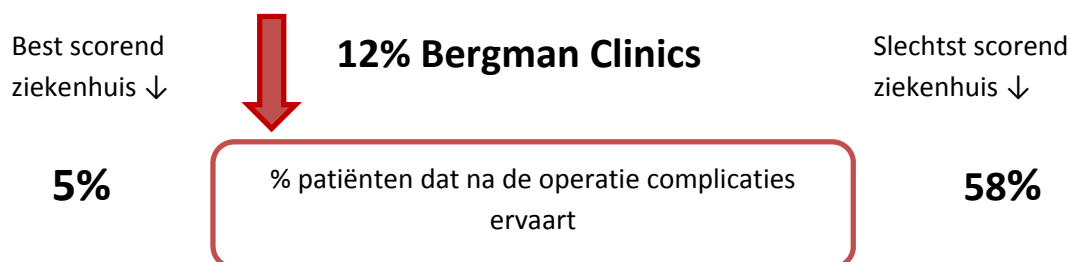 Best scorend
ziekenhuis ↓
12% Bergman Clinics
Slechtst scorend
ziekenhuis ↓
5%
% patiënten dat na de operatie complicaties
ervaart
58%